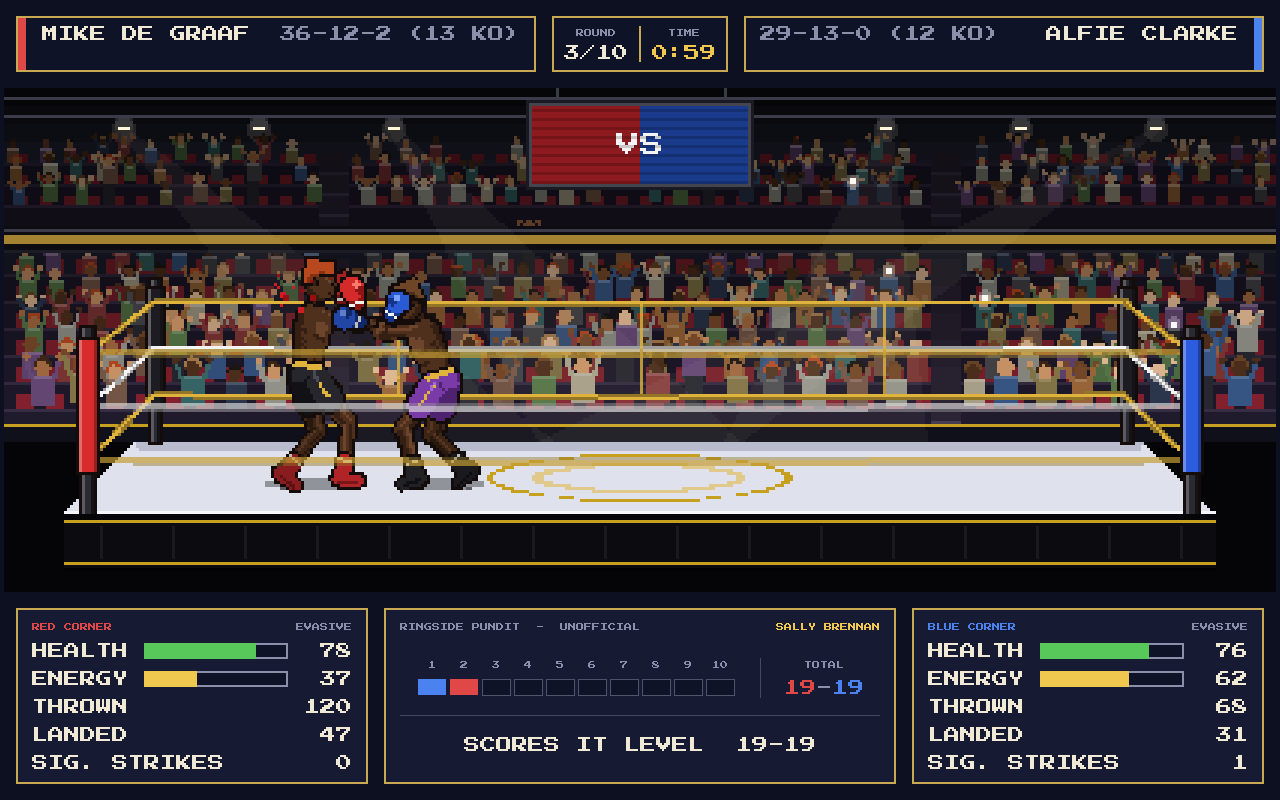 MIKE DE GRAAF 36-12-2 (13 KO)
ROUND TIME
3/10 0:59
29-13-0 (12 KO) ALFIE CLARKE
VS
RED CORNER EVASIVE
HEALTH 78
ENERGY 37
THROWN 120
LANDED 47
SIG. STRIKES 0
RINGSIDE PUNDIT - UNOFFICIAL SALLY BRENNAN
1 2 3 4 5 6 7 8 9 10 TOTAL
19-19
SCORES IT LEVEL 19-19
BLUE CORNER EVASIVE
HEALTH 76
ENERGY 62
THROWN 68
LANDED 31
SIG. STRIKES 1